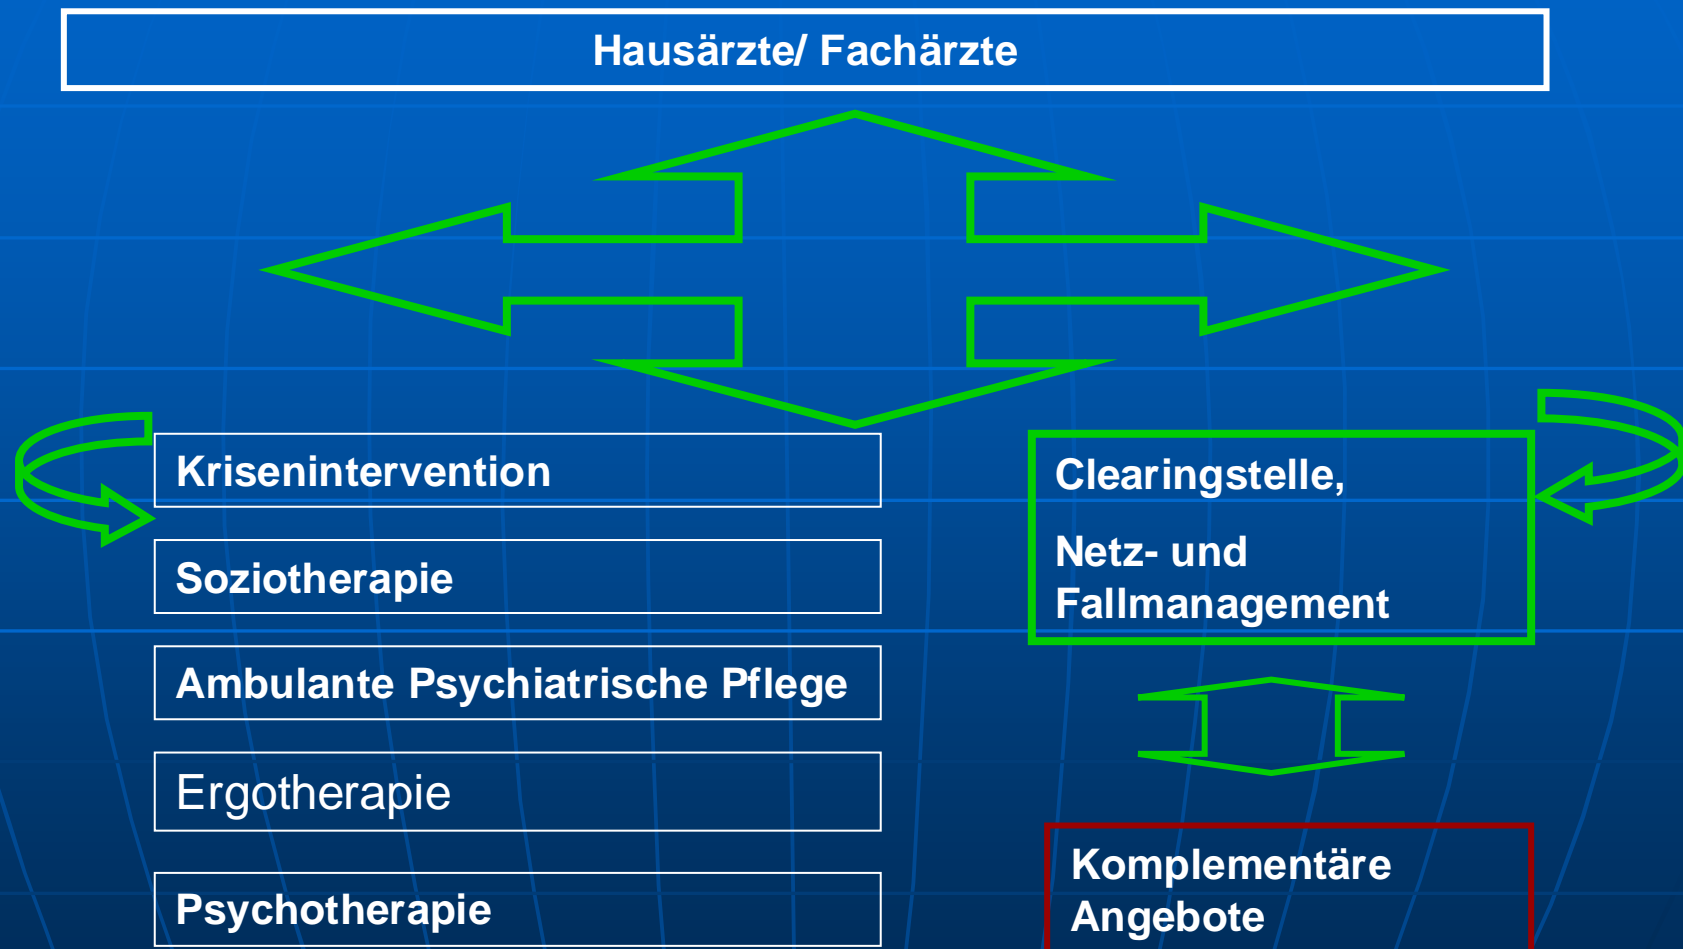 Hausärzte/ Fachärzte
Krisenintervention
Soziotherapie
Ambulante Psychiatrische Pflege
Ergotherapie
Psychotherapie
Clearingstelle,
Netz- und
Fallmanagement
Komplementäre
Angebote